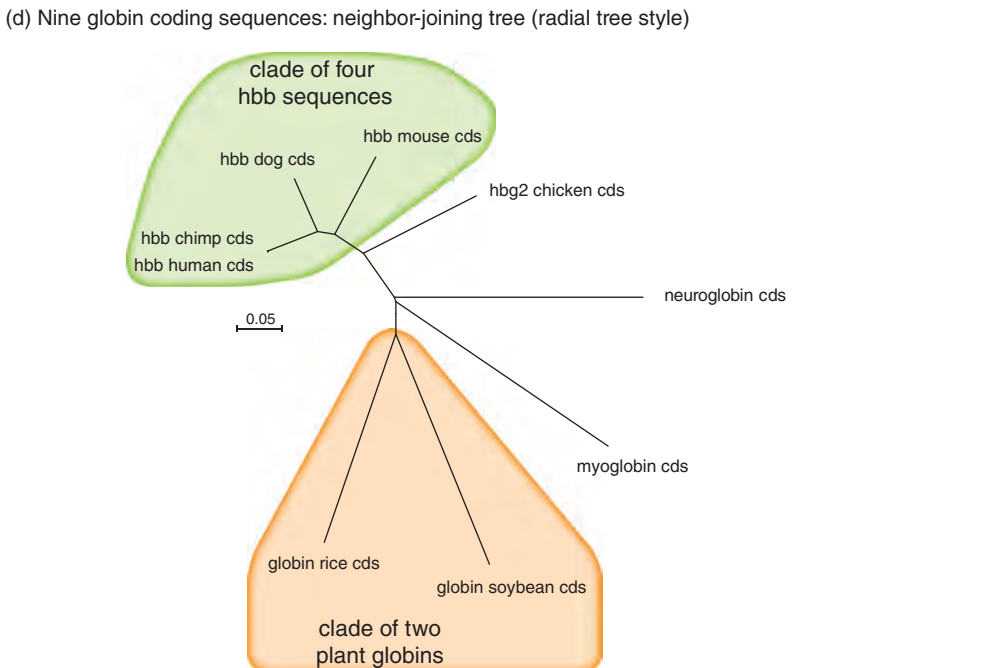 (d) Nine globin coding sequences: neighbor-joining tree (radial tree style)
clade of four
hbb sequences
hbb mouse cds
hbb dog cds
hbg2 chicken cds
hbb chimp cds
hbb human cds
neuroglobin cds
0.05
myoglobin cds
globin rice cds
globin soybean cds
clade of two
plant globins